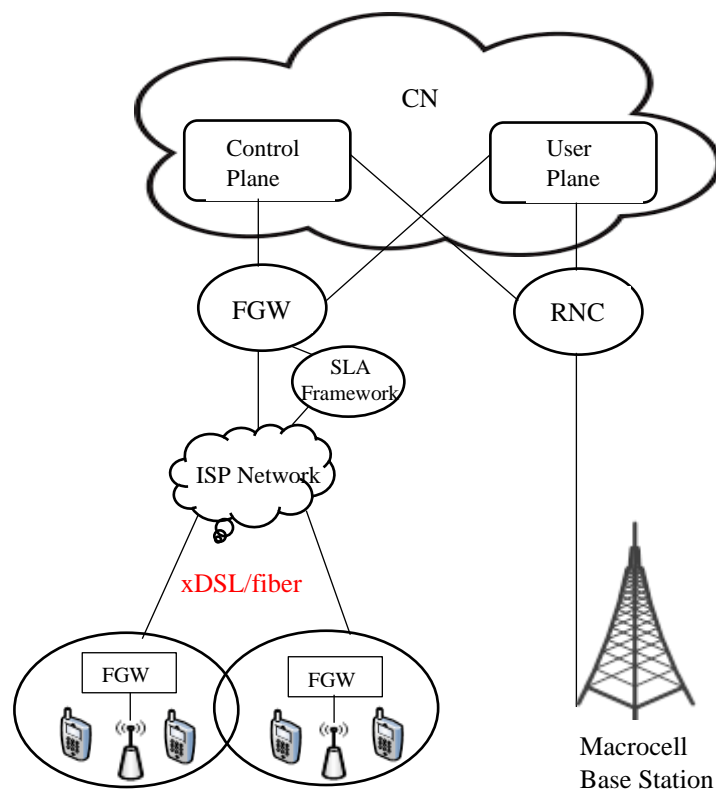 CN
Control
Plane
User
Plane
FGW
RNC
SLA
Framework
ISP Network
xDSL/fiber
FGW
FGW
Macrocell
Base Station